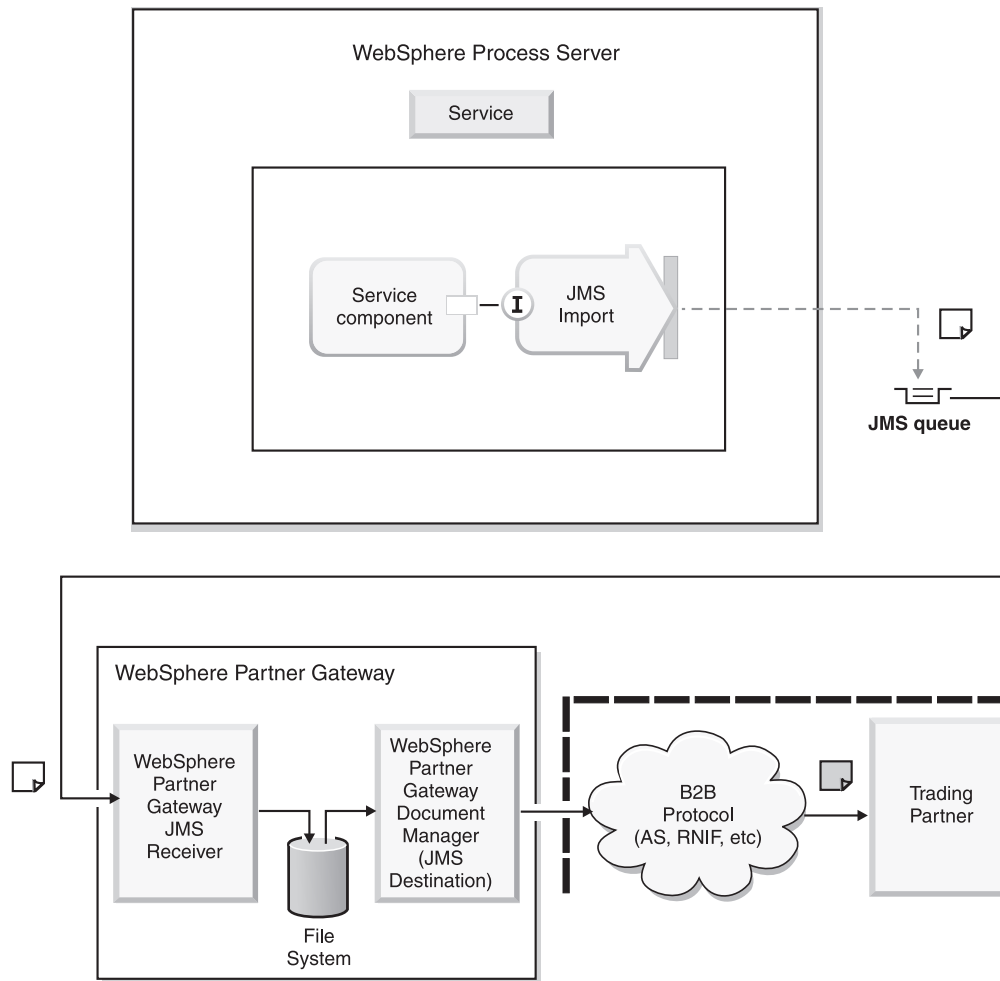 WebSphere Process Server
Service
Service
component
I
JMS
Import
JMS queue
WebSphere Partner Gateway
WebSphere
Partner
Gateway
JMS
Receiver
File
System
WebSphere
Partner
Gateway
Document
Manager
(JMS
Destination)
B2B
Protocol
(AS, RNIF, etc)
Trading
Partner